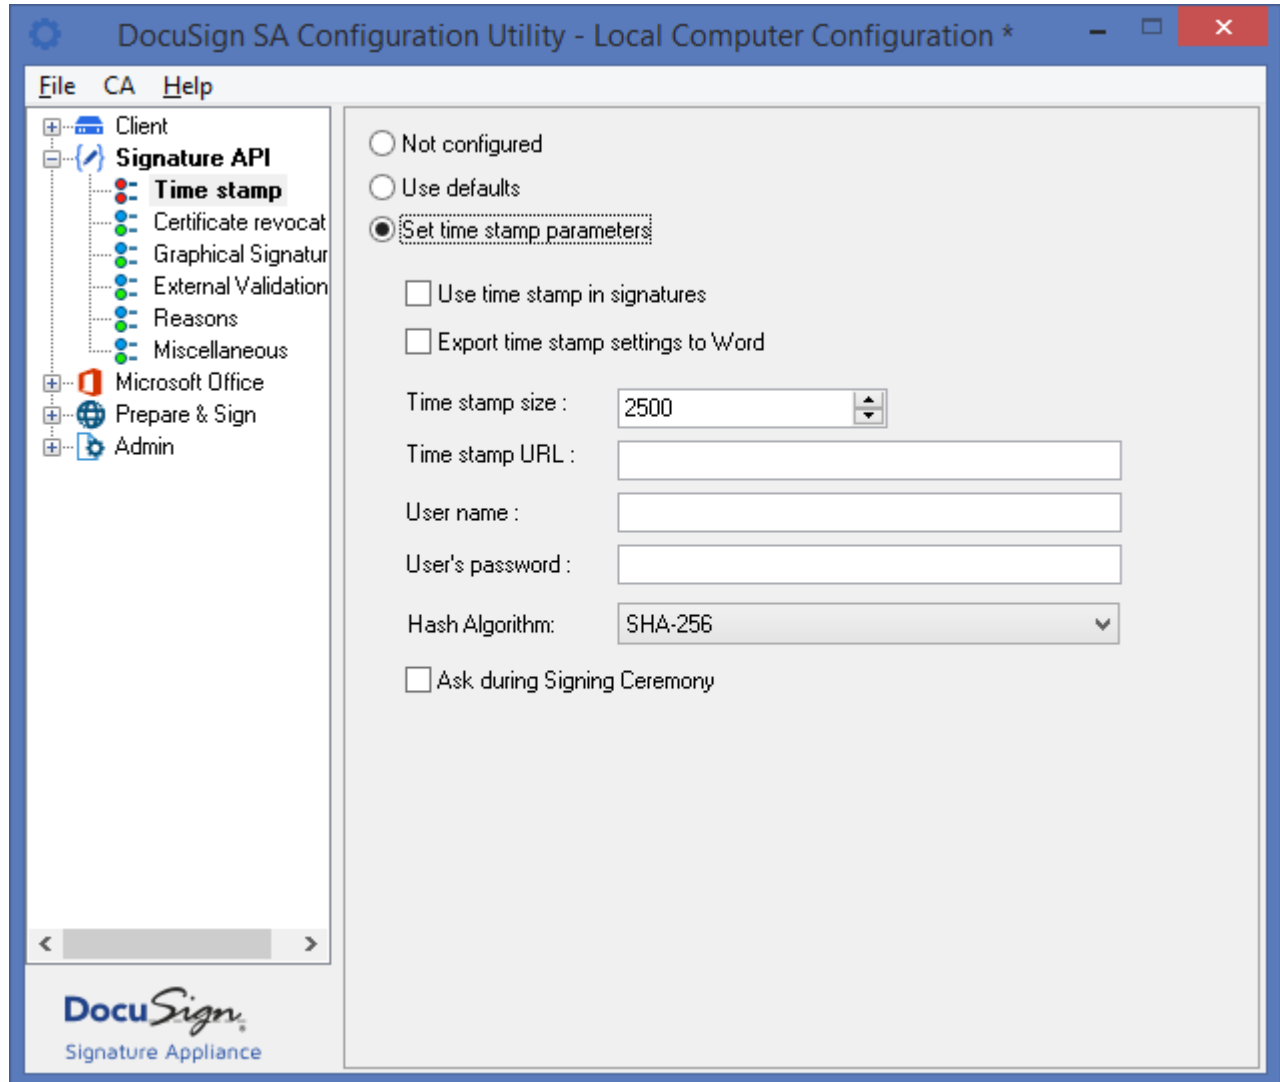 DocuSign SA Configuration Utility - Local Computer Configuration *
File CA Help
Client
Signature API
Time stamp
Certificate revocat
Graphical Signatur
External Validation
Reasons
Miscellaneous
Microsoft Office
Prepare & Sign
Admin
DocuSign
Signature Appliance
Not configured
Use defaults
Set time stamp parameters
Use time stamp in signatures
Export time stamp settings to Word
Time stamp size : 2500
Time stamp URL :
User name :
User's password :
Hash Algorithm: SHA-256
Ask during Signing Ceremony